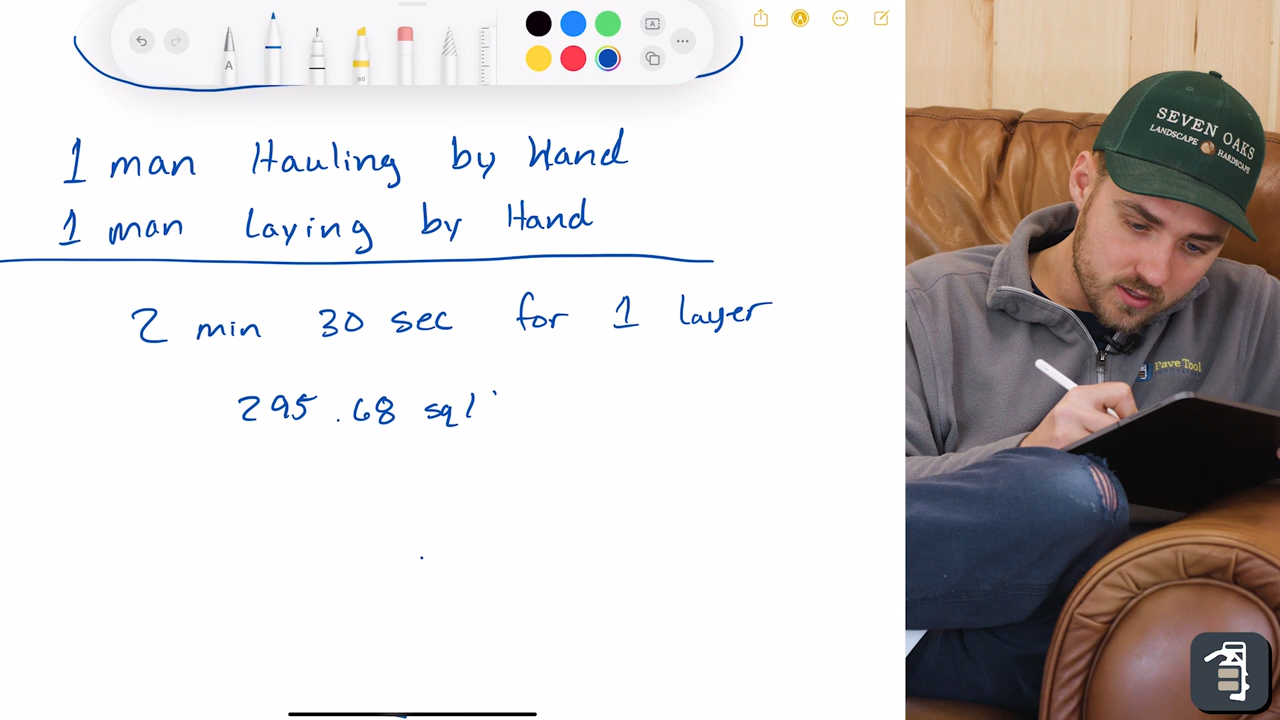 A
80
A
1 man Hauling by Hand
1 man laying by Hand
2 min 30 sec for 1 layer
295.68 sq
SEVEN OAKS
LANDSCAPE HARDSCAPE
Pave Tool